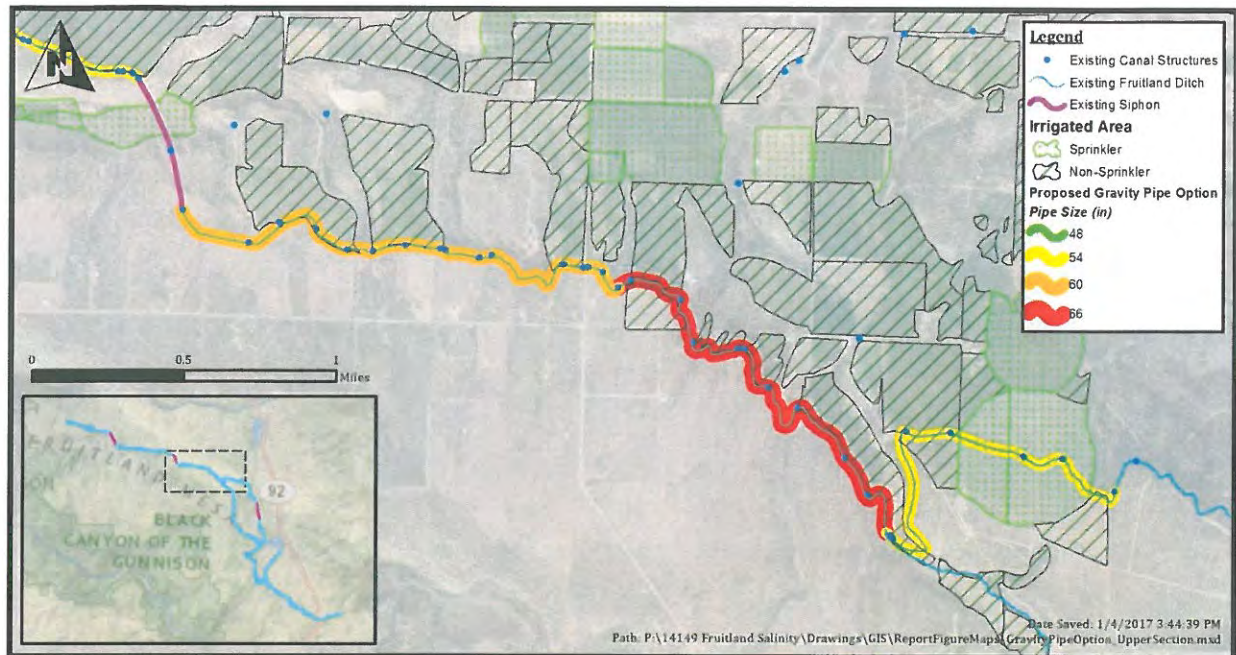 N
Legend
Existing Canal Structures
Existing Fruitland Ditch
Existing Siphon
Irrigated Area
Sprinkler
Non-Sprinkler
Proposed Gravity Pipe Option
Pipe Size (in)
48
54
60
66
0 0.5 1
Miles
92
BLACK
CANYON OF THE
GUNNISON
Date Saved: 1/4/2017 3:44:39 PM
Path: P:\14149 Fruitland Salinity\Drawings\GIS\ReportFigureMaps\GravityPipeOption_UpperSection.mxd